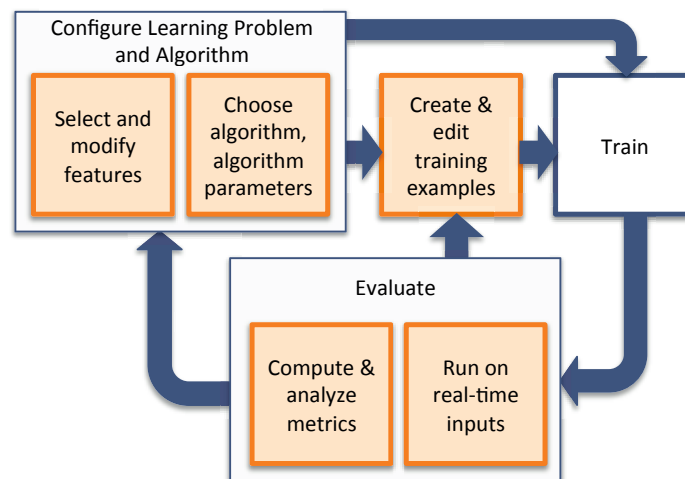 Configure Learning Problem
and Algorithm
Select and
modify
features
Choose
algorithm,
algorithm
parameters
Create &
edit
training
examples
Train
Evaluate
Compute &
analyze
metrics
Run on
real-time
inputs